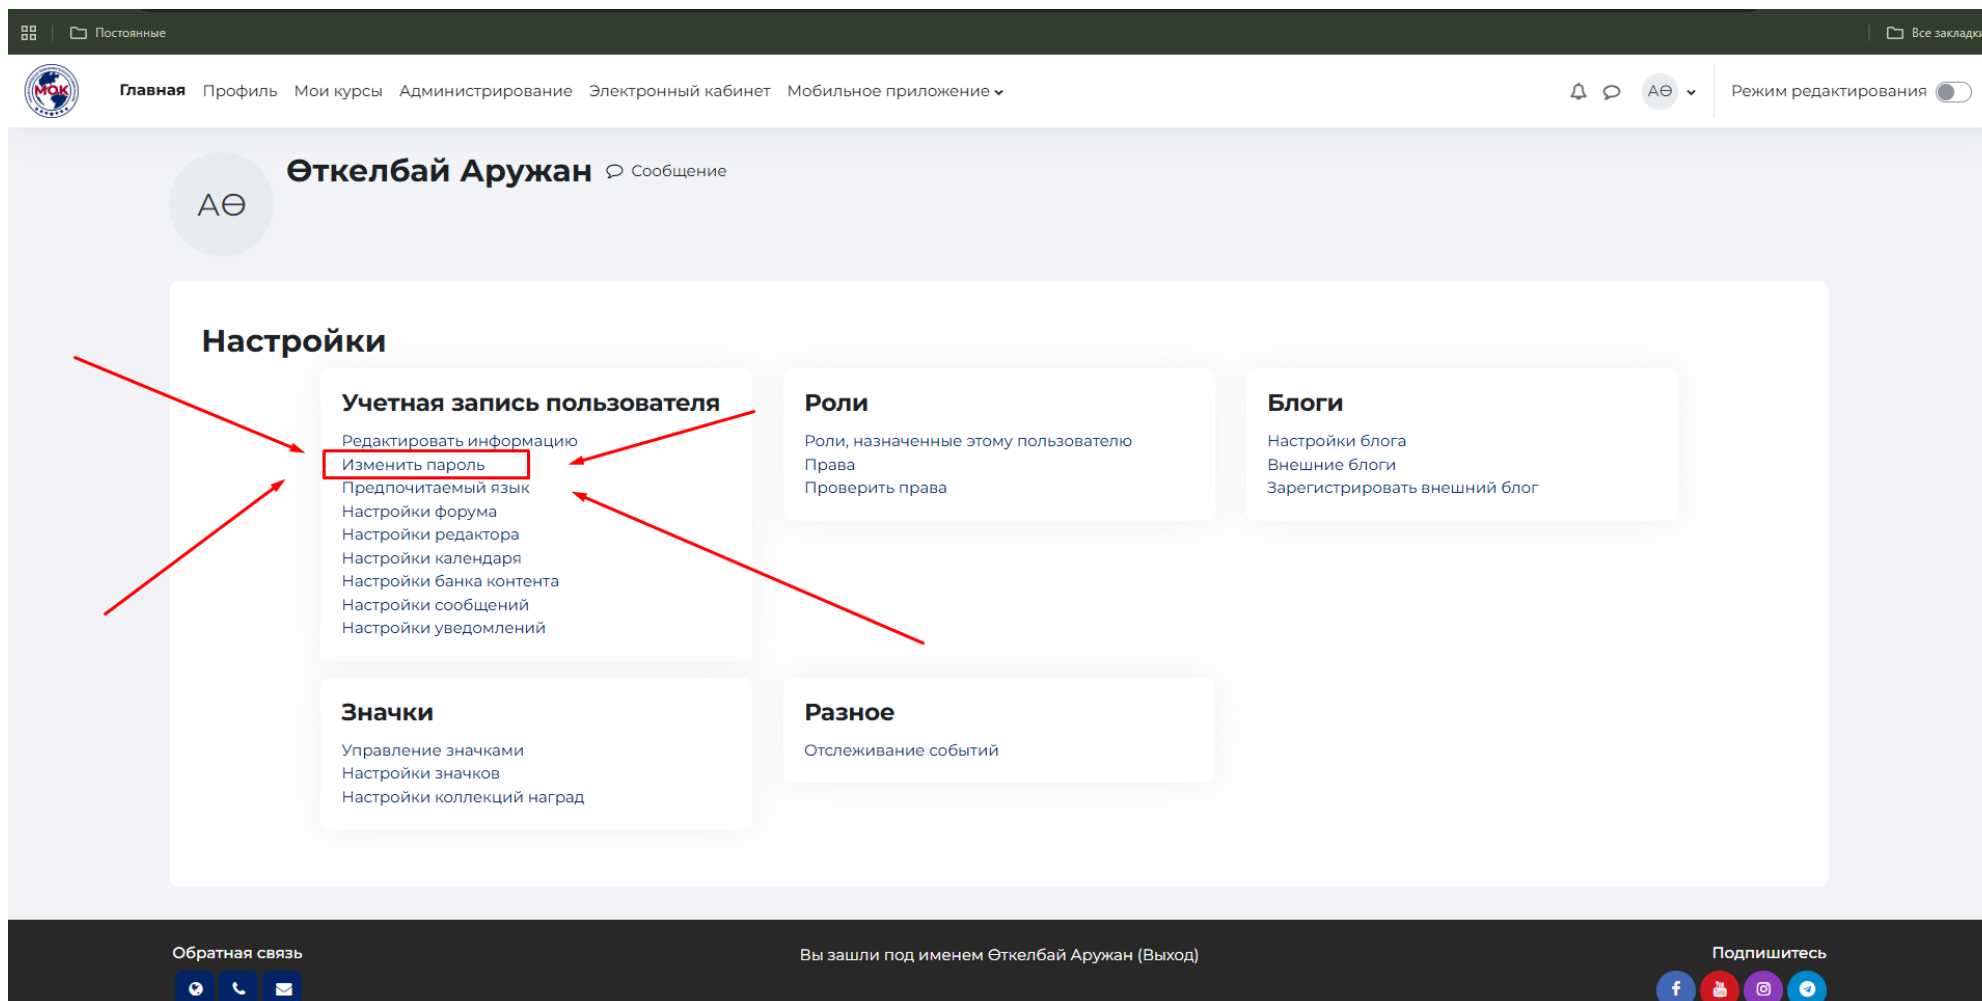 Постоянные
Все закладки
МОК
Главная Профиль Мои курсы Администрирование Электронный кабинет Мобильное приложение
АӨ
Режим редактирования
АӨ
Өткелбай Аружан Сообщение
Настройки
Учетная запись пользователя
Редактировать информацию
Изменить пароль
Предпочитаемый язык
Настройки форума
Настройки редактора
Настройки календаря
Настройки банка контента
Настройки сообщений
Настройки уведомлений
Роли
Роли, назначенные этому пользователю
Права
Проверить права
Блоги
Настройки блога
Внешние блоги
Зарегистрировать внешний блог
Значки
Управление значками
Настройки значков
Настройки коллекций наград
Разное
Отслеживание событий
Обратная связь
Вы зашли под именем Өткелбай Аружан (Выход)
Подпишитесь